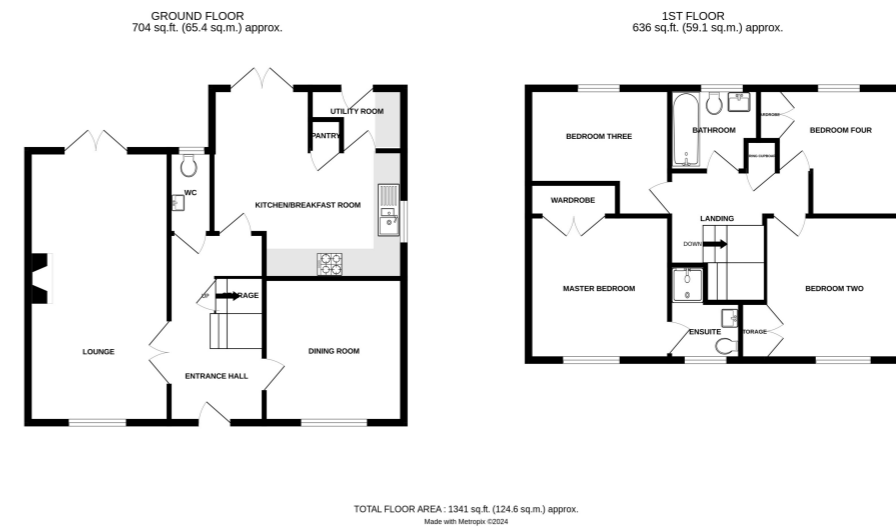 GROUND FLOOR
704 sq.ft. (65.4 sq.m.) approx.
UTILITY ROOM
PANTRY
WC
KITCHEN/BREAKFAST ROOM
UP
LOUNGE
DINING ROOM
ENTRANCE HALL
1ST FLOOR
636 sq.ft. (59.1 sq.m.) approx.
BEDROOM THREE
BATHROOM
BEDROOM FOUR
WARDROBE
LANDING
DOWN
MASTER BEDROOM
BEDROOM TWO
ENSUITE
TOTAL FLOOR AREA : 1341 sq.ft. (124.6 sq.m.) approx.
Made with Metropix ©2024